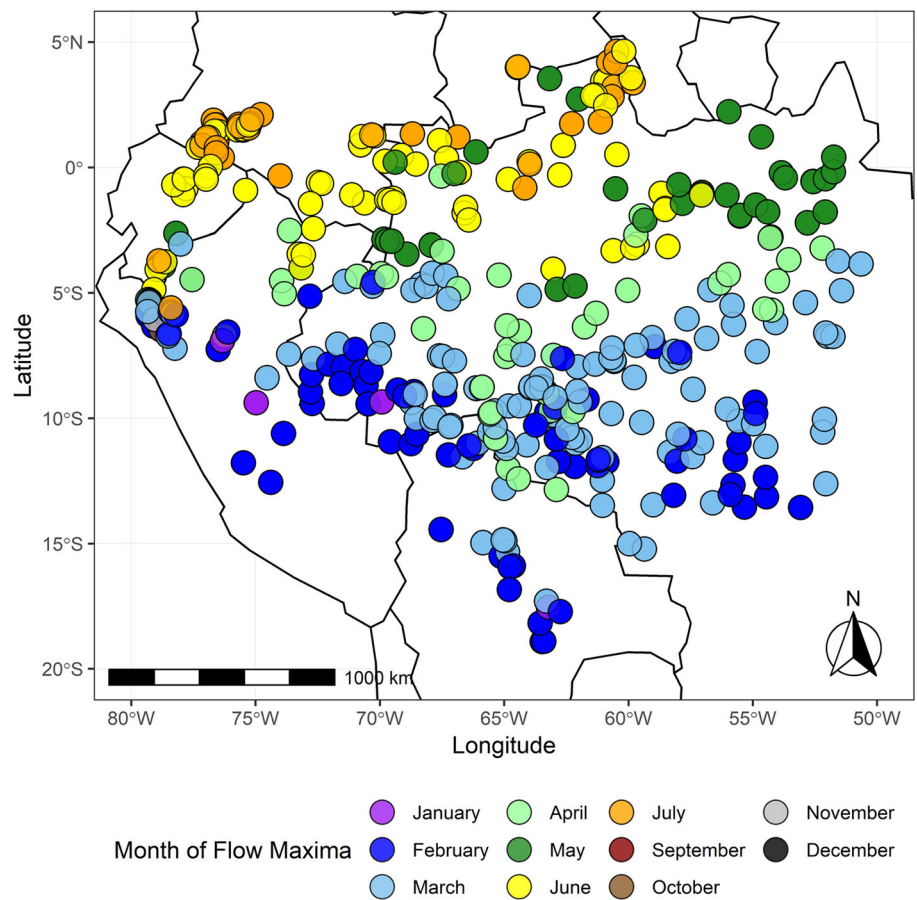 5°N
0°
5°S
10°S
15°S
20°S
Latitude
N
1000 km
80°W 75°W 70°W 65°W 60°W 55°W 50°W
Longitude
Month of Flow Maxima
January April July November
February May September December
March June October